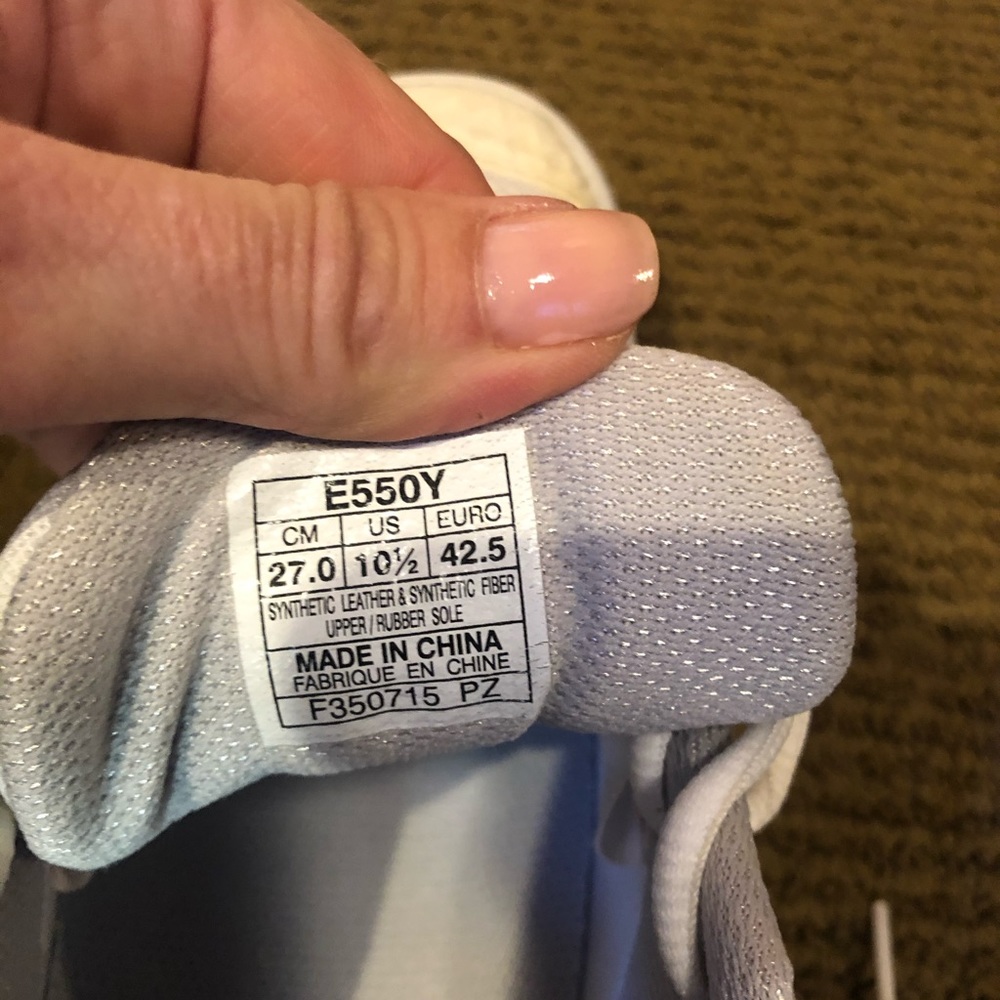 E550Y
CM US EURO
27.0 10½ 42.5
SYNTHETIC LEATHER & SYNTHETIC FIBER
UPPER / RUBBER SOLE
MADE IN CHINA
FABRIQUE EN CHINE
F350715 PZ